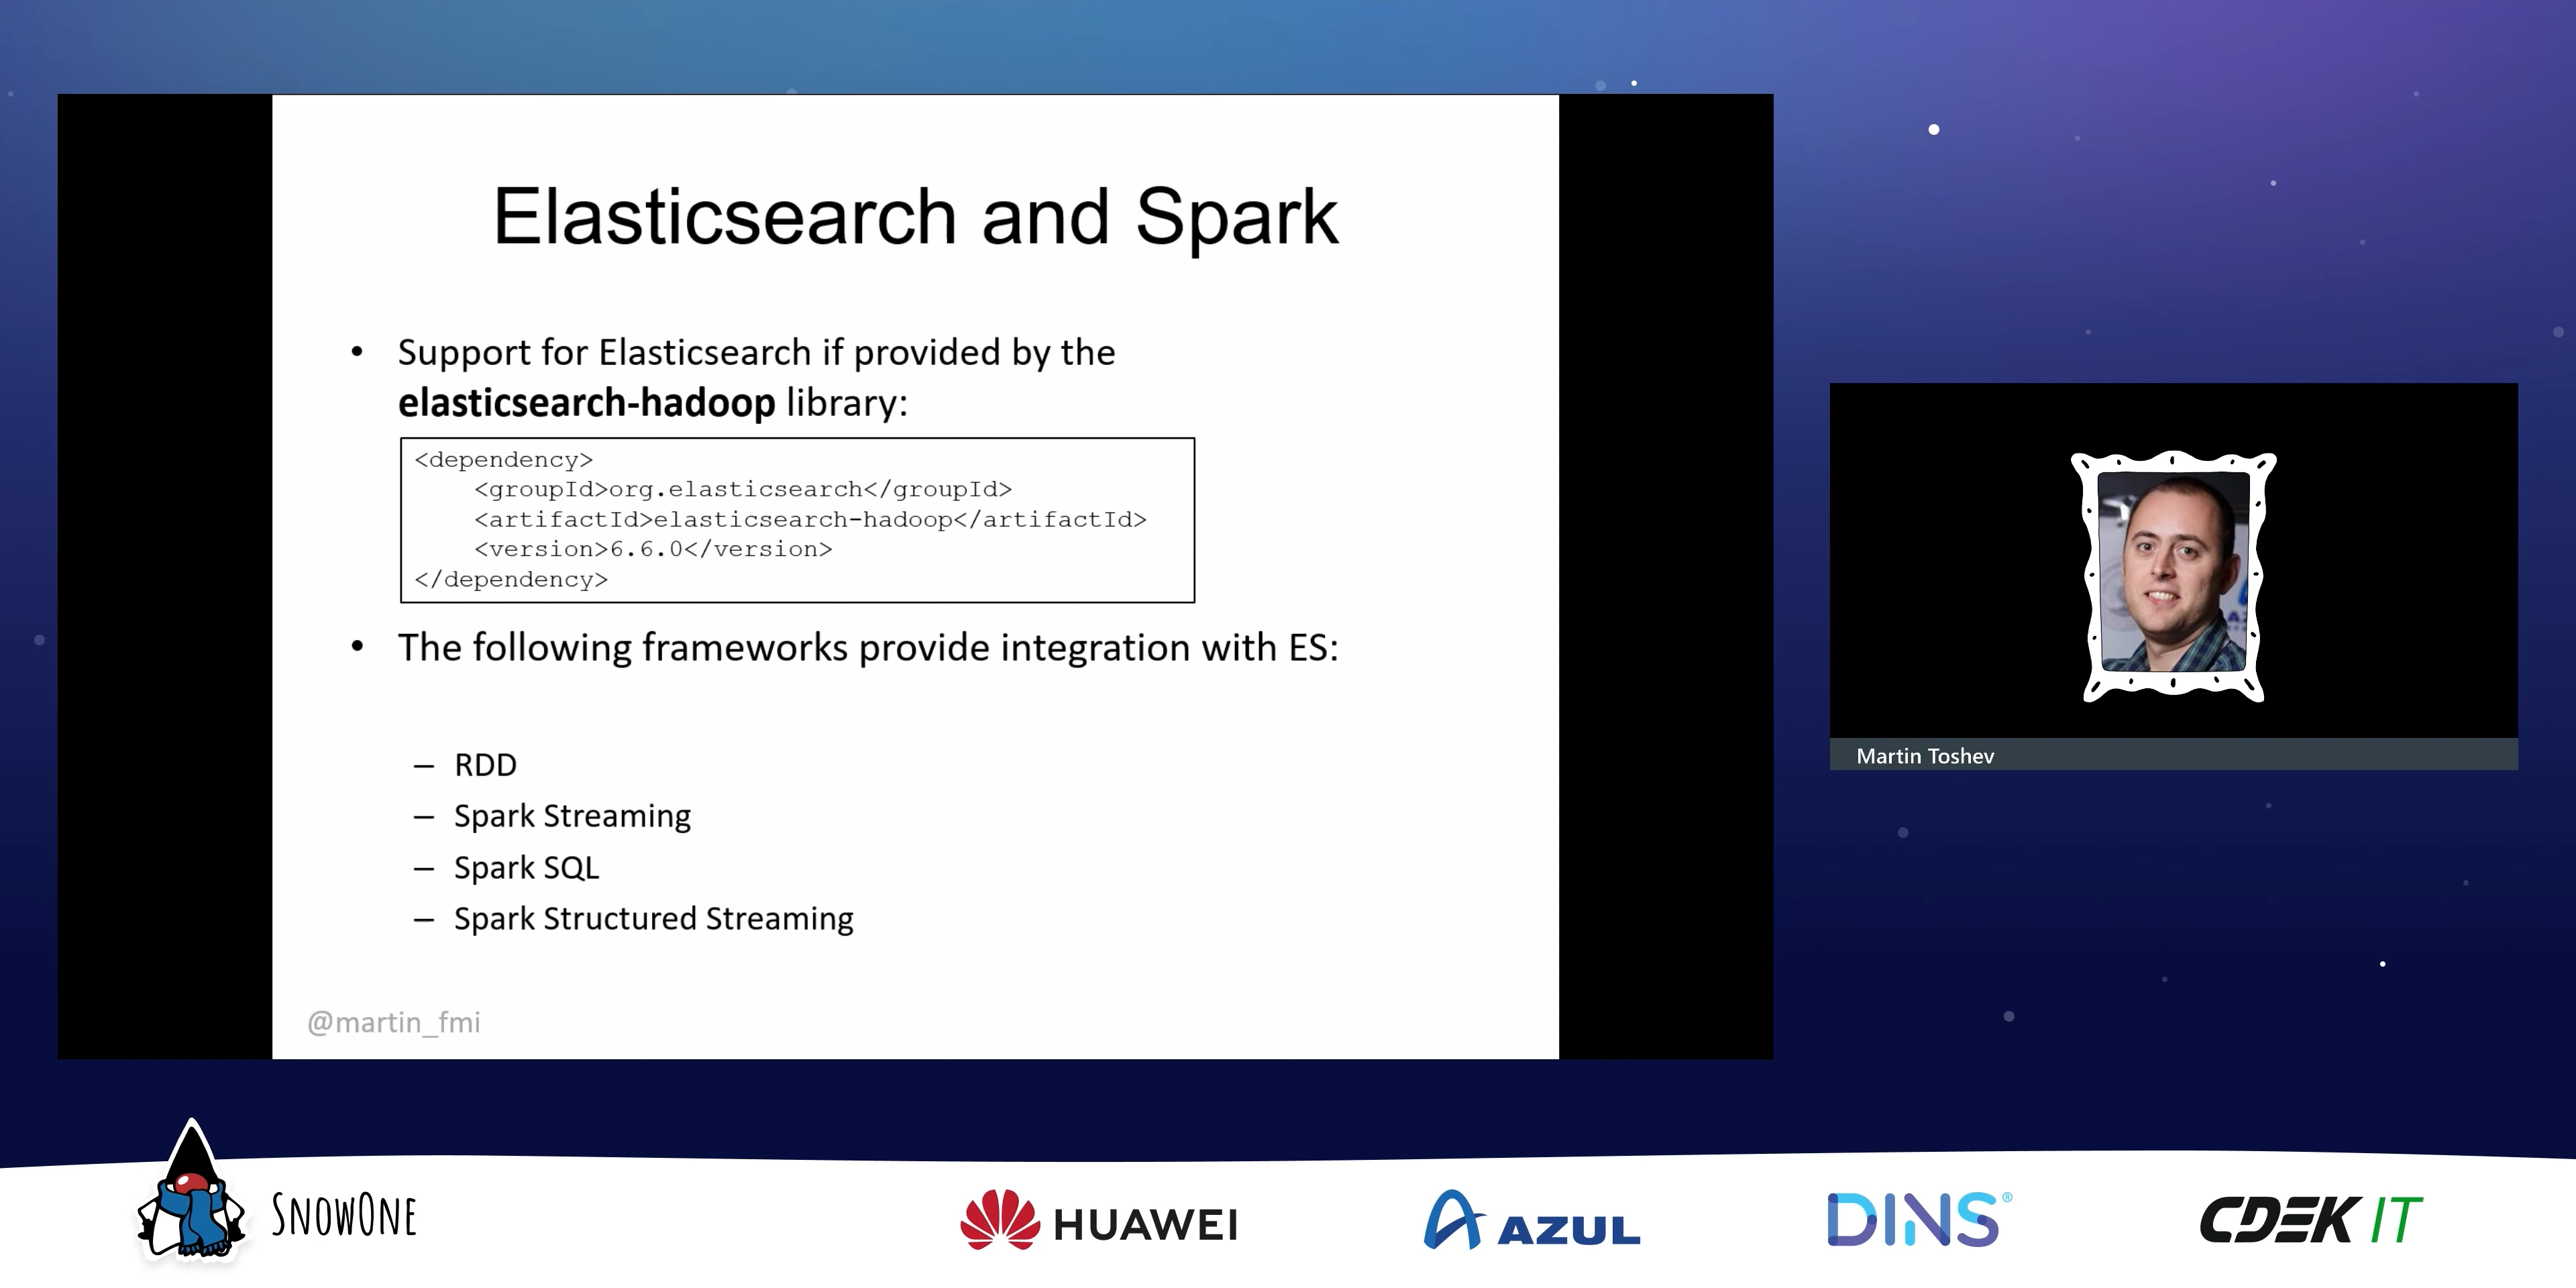 Elasticsearch and Spark
• Support for Elasticsearch if provided by the
elasticsearch-hadoop library:
<dependency>
<groupId>org.elasticsearch</groupId>
<artifactId>elasticsearch-hadoop</artifactId>
<version>6.6.0</version>
</dependency>
• The following frameworks provide integration with ES:
– RDD
– Spark Streaming
– Spark SQL
– Spark Structured Streaming
@martin_fmi
Martin Toshev
SNOWONE
HUAWEI
AZUL
DINS®
CDEK IT